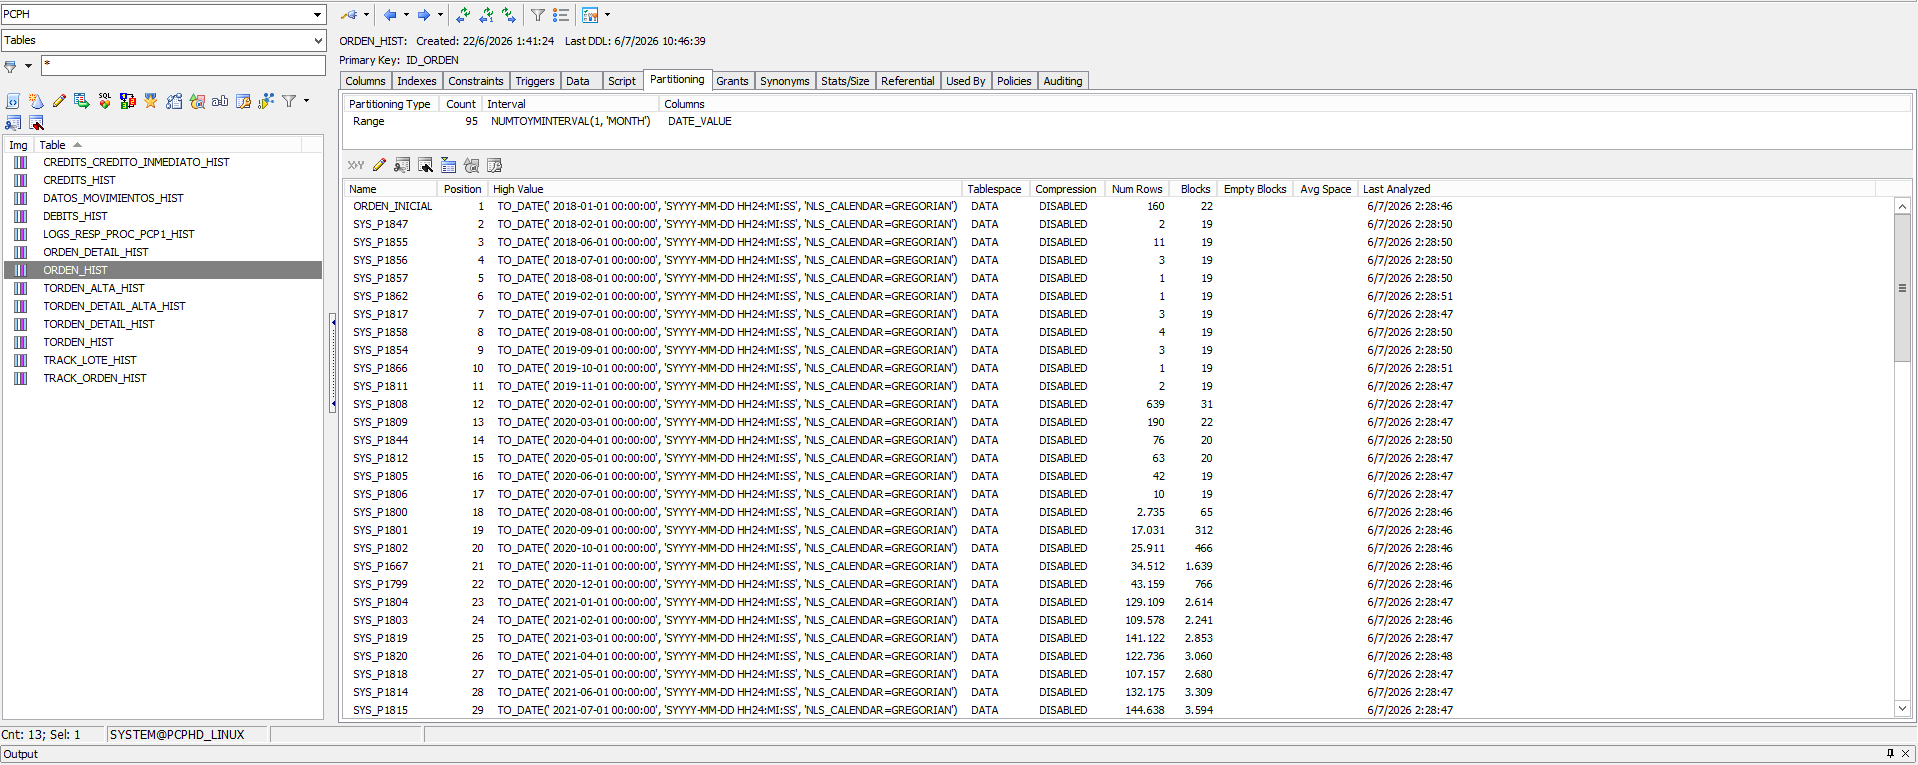 PCPH
Tables
*
Img Table
CREDITS_CREDITO_INMEDIATO_HIST
CREDITS_HIST
DATOS_MOVIMIENTOS_HIST
DEBITS_HIST
LOGS_RESP_PROC_PCP1_HIST
ORDEN_DETAIL_HIST
ORDEN_HIST
TORDEN_ALTA_HIST
TORDEN_DETAIL_ALTA_HIST
TORDEN_DETAIL_HIST
TORDEN_HIST
TRACK_LOTE_HIST
TRACK_ORDEN_HIST
ORDEN_HIST: Created: 22/6/2026 1:41:24 Last DDL: 6/7/2026 10:46:39
Primary Key: ID_ORDEN
Columns Indexes Constraints Triggers Data Script Partitioning Grants Synonyms Stats/Size Referential Used By Policies Auditing
Partitioning Type Count Interval Columns
Range 95 NUMTOYMINTERVAL(1, 'MONTH') DATE_VALUE
Name Position High Value Tablespace Compression Num Rows Blocks Empty Blocks Avg Space Last Analyzed
ORDEN_INICIAL 1 TO_DATE(' 2018-01-01 00:00:00', 'SYYYY-MM-DD HH24:MI:SS', 'NLS_CALENDAR=GREGORIAN') DATA DISABLED 160 22 6/7/2026 2:28:46
SYS_P1847 2 TO_DATE(' 2018-02-01 00:00:00', 'SYYYY-MM-DD HH24:MI:SS', 'NLS_CALENDAR=GREGORIAN') DATA DISABLED 2 19 6/7/2026 2:28:50
SYS_P1855 3 TO_DATE(' 2018-06-01 00:00:00', 'SYYYY-MM-DD HH24:MI:SS', 'NLS_CALENDAR=GREGORIAN') DATA DISABLED 11 19 6/7/2026 2:28:50
SYS_P1856 4 TO_DATE(' 2018-07-01 00:00:00', 'SYYYY-MM-DD HH24:MI:SS', 'NLS_CALENDAR=GREGORIAN') DATA DISABLED 3 19 6/7/2026 2:28:50
SYS_P1857 5 TO_DATE(' 2018-08-01 00:00:00', 'SYYYY-MM-DD HH24:MI:SS', 'NLS_CALENDAR=GREGORIAN') DATA DISABLED 1 19 6/7/2026 2:28:50
SYS_P1862 6 TO_DATE(' 2019-02-01 00:00:00', 'SYYYY-MM-DD HH24:MI:SS', 'NLS_CALENDAR=GREGORIAN') DATA DISABLED 1 19 6/7/2026 2:28:51
SYS_P1817 7 TO_DATE(' 2019-07-01 00:00:00', 'SYYYY-MM-DD HH24:MI:SS', 'NLS_CALENDAR=GREGORIAN') DATA DISABLED 3 19 6/7/2026 2:28:47
SYS_P1858 8 TO_DATE(' 2019-08-01 00:00:00', 'SYYYY-MM-DD HH24:MI:SS', 'NLS_CALENDAR=GREGORIAN') DATA DISABLED 4 19 6/7/2026 2:28:50
SYS_P1854 9 TO_DATE(' 2019-09-01 00:00:00', 'SYYYY-MM-DD HH24:MI:SS', 'NLS_CALENDAR=GREGORIAN') DATA DISABLED 3 19 6/7/2026 2:28:50
SYS_P1866 10 TO_DATE(' 2019-10-01 00:00:00', 'SYYYY-MM-DD HH24:MI:SS', 'NLS_CALENDAR=GREGORIAN') DATA DISABLED 1 19 6/7/2026 2:28:51
SYS_P1811 11 TO_DATE(' 2019-11-01 00:00:00', 'SYYYY-MM-DD HH24:MI:SS', 'NLS_CALENDAR=GREGORIAN') DATA DISABLED 2 19 6/7/2026 2:28:47
SYS_P1808 12 TO_DATE(' 2020-02-01 00:00:00', 'SYYYY-MM-DD HH24:MI:SS', 'NLS_CALENDAR=GREGORIAN') DATA DISABLED 639 31 6/7/2026 2:28:47
SYS_P1809 13 TO_DATE(' 2020-03-01 00:00:00', 'SYYYY-MM-DD HH24:MI:SS', 'NLS_CALENDAR=GREGORIAN') DATA DISABLED 190 22 6/7/2026 2:28:47
SYS_P1844 14 TO_DATE(' 2020-04-01 00:00:00', 'SYYYY-MM-DD HH24:MI:SS', 'NLS_CALENDAR=GREGORIAN') DATA DISABLED 76 20 6/7/2026 2:28:50
SYS_P1812 15 TO_DATE(' 2020-05-01 00:00:00', 'SYYYY-MM-DD HH24:MI:SS', 'NLS_CALENDAR=GREGORIAN') DATA DISABLED 63 20 6/7/2026 2:28:47
SYS_P1805 16 TO_DATE(' 2020-06-01 00:00:00', 'SYYYY-MM-DD HH24:MI:SS', 'NLS_CALENDAR=GREGORIAN') DATA DISABLED 42 19 6/7/2026 2:28:47
SYS_P1806 17 TO_DATE(' 2020-07-01 00:00:00', 'SYYYY-MM-DD HH24:MI:SS', 'NLS_CALENDAR=GREGORIAN') DATA DISABLED 10 19 6/7/2026 2:28:47
SYS_P1800 18 TO_DATE(' 2020-08-01 00:00:00', 'SYYYY-MM-DD HH24:MI:SS', 'NLS_CALENDAR=GREGORIAN') DATA DISABLED 2.735 65 6/7/2026 2:28:46
SYS_P1801 19 TO_DATE(' 2020-09-01 00:00:00', 'SYYYY-MM-DD HH24:MI:SS', 'NLS_CALENDAR=GREGORIAN') DATA DISABLED 17.031 312 6/7/2026 2:28:46
SYS_P1802 20 TO_DATE(' 2020-10-01 00:00:00', 'SYYYY-MM-DD HH24:MI:SS', 'NLS_CALENDAR=GREGORIAN') DATA DISABLED 25.911 466 6/7/2026 2:28:46
SYS_P1667 21 TO_DATE(' 2020-11-01 00:00:00', 'SYYYY-MM-DD HH24:MI:SS', 'NLS_CALENDAR=GREGORIAN') DATA DISABLED 34.512 1.639 6/7/2026 2:28:46
SYS_P1799 22 TO_DATE(' 2020-12-01 00:00:00', 'SYYYY-MM-DD HH24:MI:SS', 'NLS_CALENDAR=GREGORIAN') DATA DISABLED 43.159 766 6/7/2026 2:28:46
SYS_P1804 23 TO_DATE(' 2021-01-01 00:00:00', 'SYYYY-MM-DD HH24:MI:SS', 'NLS_CALENDAR=GREGORIAN') DATA DISABLED 129.109 2.614 6/7/2026 2:28:47
SYS_P1803 24 TO_DATE(' 2021-02-01 00:00:00', 'SYYYY-MM-DD HH24:MI:SS', 'NLS_CALENDAR=GREGORIAN') DATA DISABLED 109.578 2.241 6/7/2026 2:28:46
SYS_P1819 25 TO_DATE(' 2021-03-01 00:00:00', 'SYYYY-MM-DD HH24:MI:SS', 'NLS_CALENDAR=GREGORIAN') DATA DISABLED 141.122 2.853 6/7/2026 2:28:47
SYS_P1820 26 TO_DATE(' 2021-04-01 00:00:00', 'SYYYY-MM-DD HH24:MI:SS', 'NLS_CALENDAR=GREGORIAN') DATA DISABLED 122.736 3.060 6/7/2026 2:28:48
SYS_P1818 27 TO_DATE(' 2021-05-01 00:00:00', 'SYYYY-MM-DD HH24:MI:SS', 'NLS_CALENDAR=GREGORIAN') DATA DISABLED 107.157 2.680 6/7/2026 2:28:47
SYS_P1814 28 TO_DATE(' 2021-06-01 00:00:00', 'SYYYY-MM-DD HH24:MI:SS', 'NLS_CALENDAR=GREGORIAN') DATA DISABLED 132.175 3.309 6/7/2026 2:28:47
SYS_P1815 29 TO_DATE(' 2021-07-01 00:00:00', 'SYYYY-MM-DD HH24:MI:SS', 'NLS_CALENDAR=GREGORIAN') DATA DISABLED 144.638 3.594 6/7/2026 2:28:47
Cnt: 13; Sel: 1 SYSTEM@PCPHD_LINUX
Output